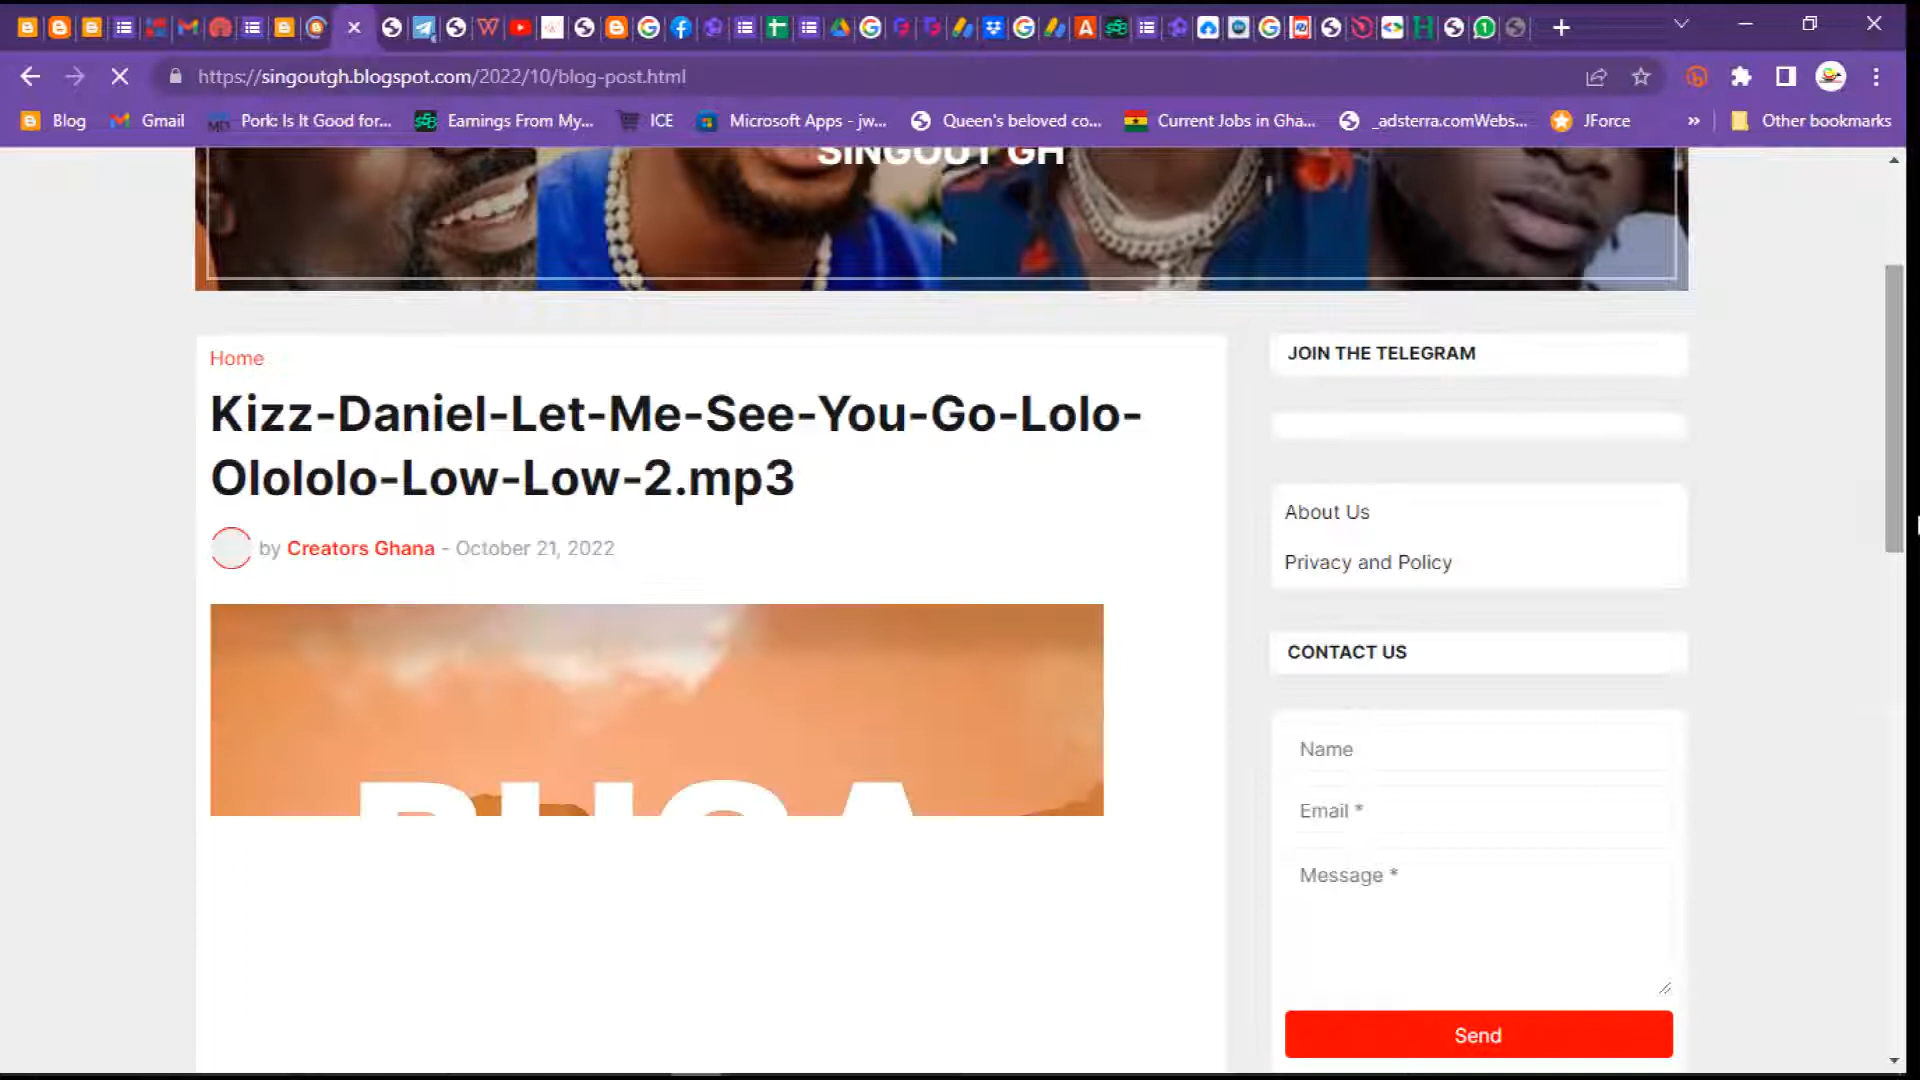 https://singoutgh.blogspot.com/2022/10/blog-post.html
Blog
Gmail
Pork: Is It Good for...
Earnings From My...
ICE
Microsoft Apps - jw...
Queen's beloved co...
Current Jobs in Gha...
_adsterra.comWebs...
JForce
»
Other bookmarks
SINGOUT GH
Home
Kizz-Daniel-Let-Me-See-You-Go-Lolo-
Olololo-Low-Low-2.mp3
by Creators Ghana - October 21, 2022
BUGA
JOIN THE TELEGRAM
About Us
Privacy and Policy
CONTACT US
Name
Email *
Message *
Send